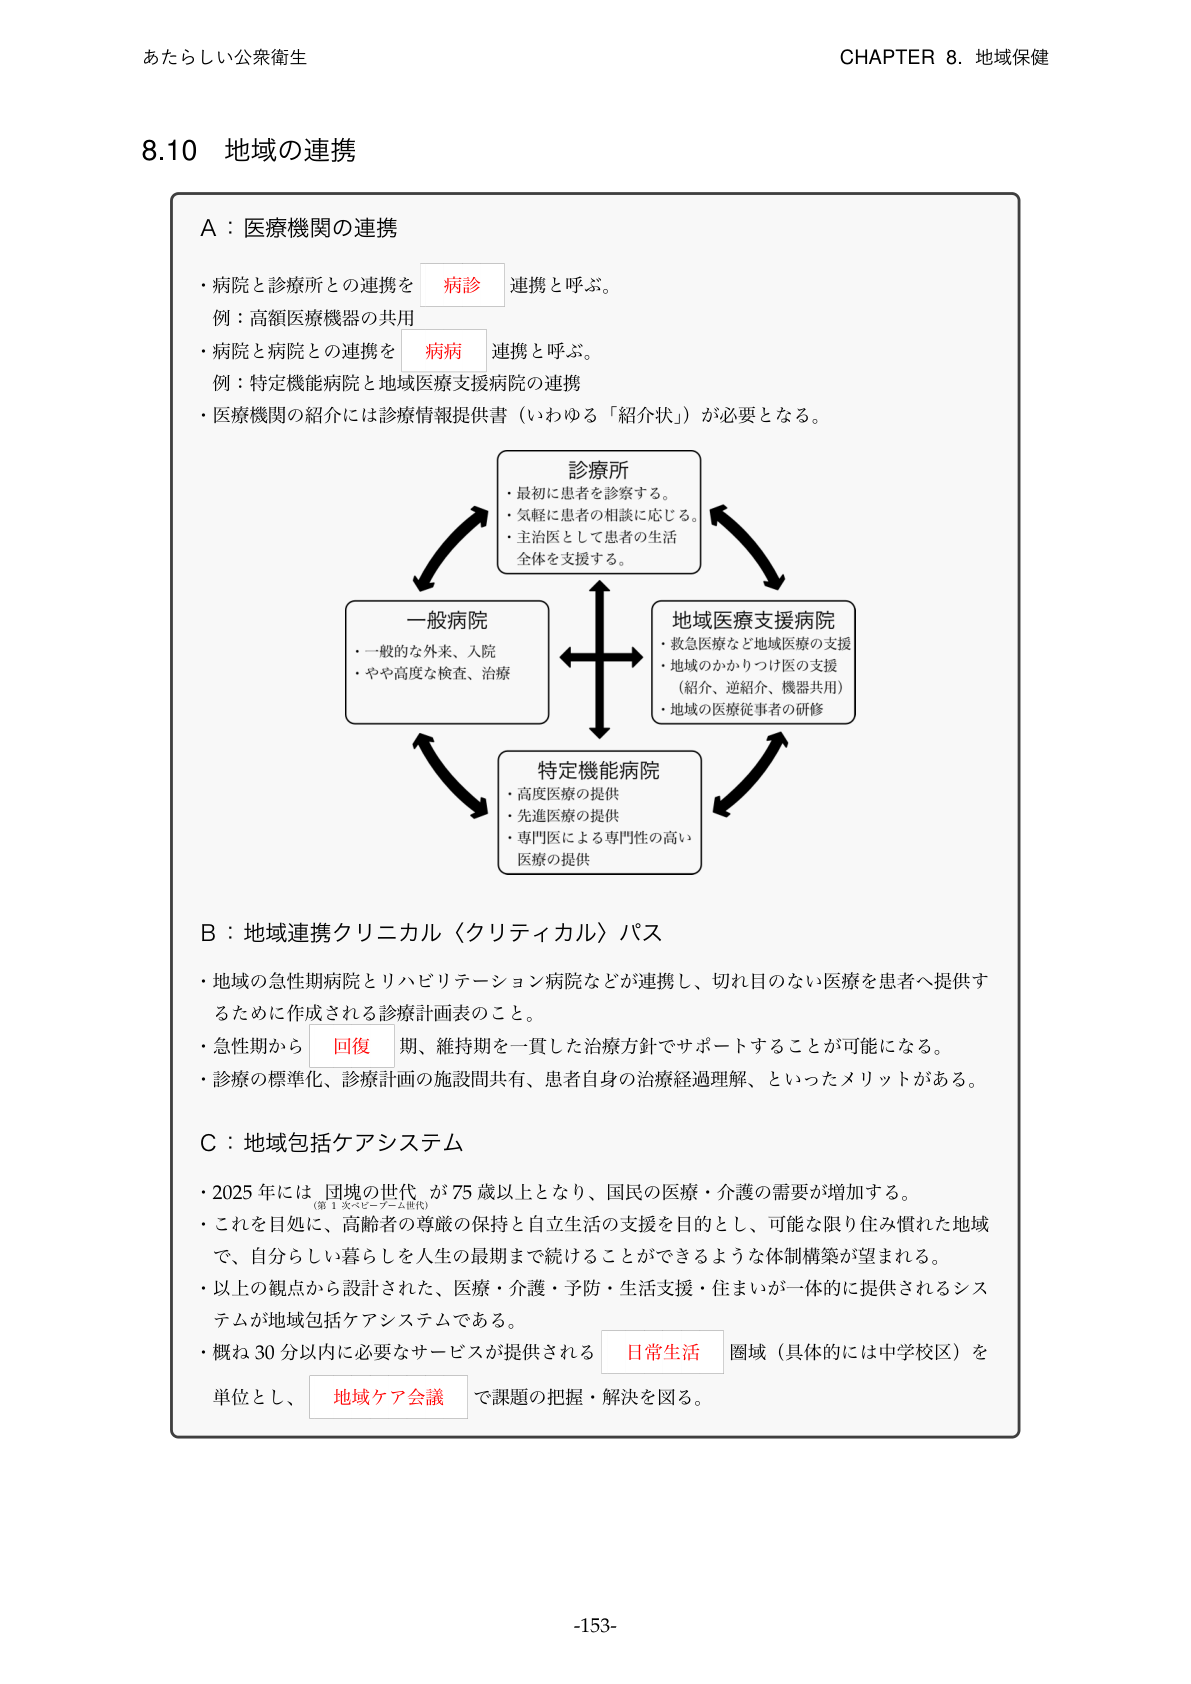 あたらしい公衆衛生
CHAPTER 8. 地域保健
8.10 地域の連携
A：医療機関の連携
・病院と診療所との連携を 病診 連携と呼ぶ。
例：高額医療機器の共用
・病院と病院との連携を 病病 連携と呼ぶ。
例：特定機能病院と地域医療支援病院の連携
・医療機関の紹介には診療情報提供書（いわゆる「紹介状」）が必要となる。
診療所
・最初に患者を診察する。
・気軽に患者の相談に応じる。
・主治医として患者の生活
全体を支援する。
一般病院
・一般的な外来、入院
・やや高度な検査、治療
地域医療支援病院
・救急医療など地域医療の支援
・地域のかかりつけ医の支援
（紹介、逆紹介、機器共用）
・地域の医療従事者の研修
特定機能病院
・高度医療の提供
・先進医療の提供
・専門医による専門性の高い
医療の提供
B：地域連携クリニカル〈クリティカル〉パス
・地域の急性期病院とリハビリテーション病院などが連携し、切れ目のない医療を患者へ提供す
るために作成される診療計画表のこと。
・急性期から 回復 期、維持期を一貫した治療方針でサポートすることが可能になる。
・診療の標準化、診療計画の施設間共有、患者自身の治療経過理解、といったメリットがある。
C：地域包括ケアシステム
・2025 年には 団塊の世代 が 75 歳以上となり、国民の医療・介護の需要が増加する。
（第 1 次ベビーブーム世代）
・これを目処に、高齢者の尊厳の保持と自立生活の支援を目的とし、可能な限り住み慣れた地域
で、自分らしい暮らしを人生の最期まで続けることができるような体制構築が望まれる。
・以上の観点から設計された、医療・介護・予防・生活支援・住まいが一体的に提供されるシス
テムが地域包括ケアシステムである。
・概ね 30 分以内に必要なサービスが提供される 日常生活 圏域（具体的には中学校区）を
単位とし、 地域ケア会議 で課題の把握・解決を図る。
-153-